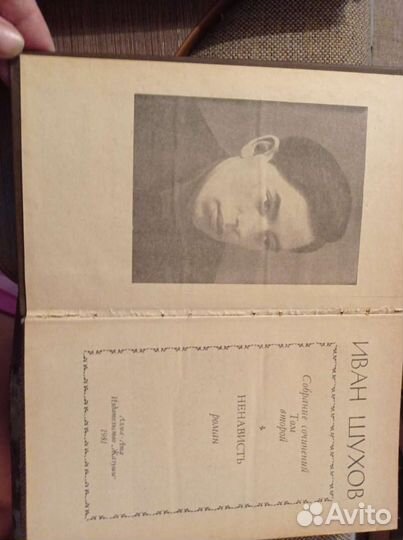 ИВАН ШУХОВ
Собрание сочинений
Том
второй
НЕНАВИСТЬ
роман
Алма-Ата
Издательство „Жазушы“
1981
Avito